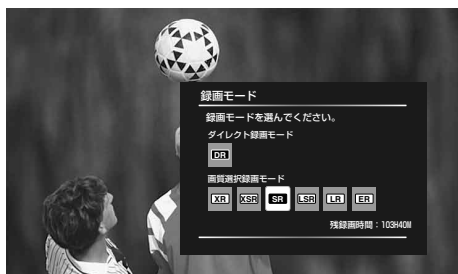 録画モード
録画モードを選んでください。
ダイレクト録画モード
DR
画質選択録画モード
XR XSR SR LSR LR ER
残録画時間：103H40M